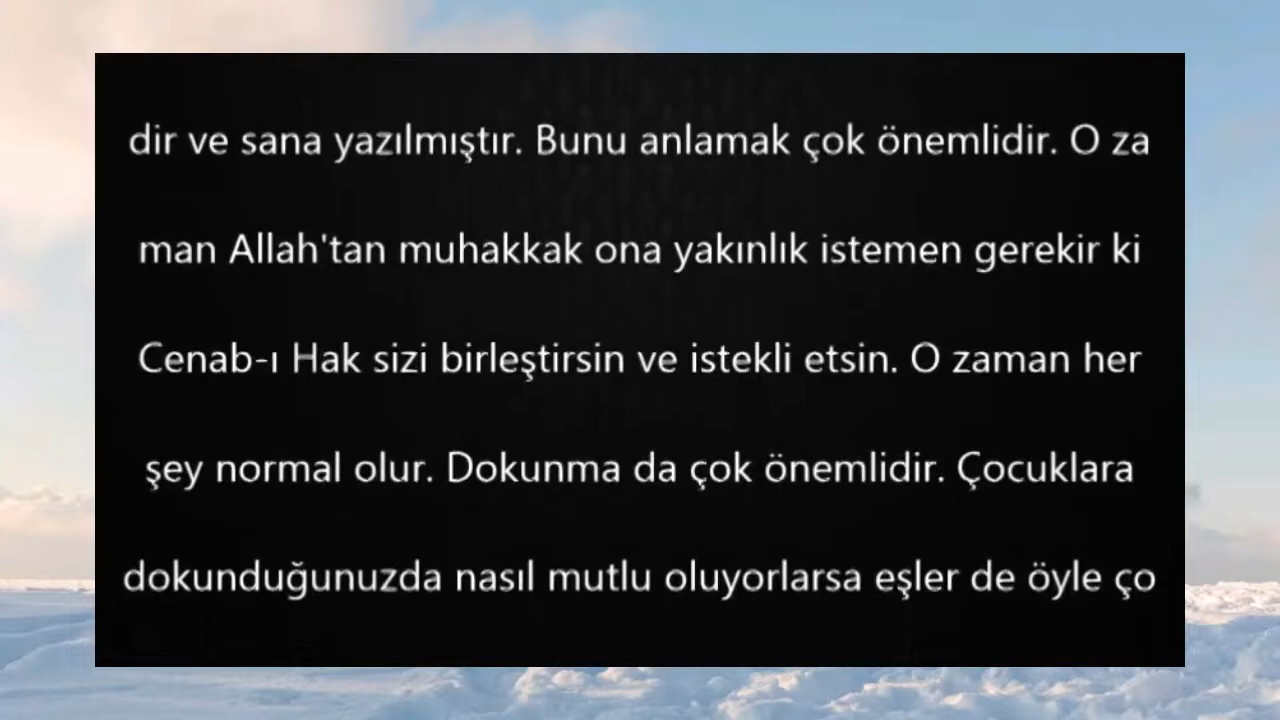 dir ve sana yazılmıştır. Bunu anlamak çok önemlidir. O za
man Allah'tan muhakkak ona yakınlık istemen gerekir ki
Cenab-ı Hak sizi birleştirsin ve istekli etsin. O zaman her
şey normal olur. Dokunma da çok önemlidir. Çocuklara
dokunduğunuzda nasıl mutlu oluyorlarsa eşler de öyle ço